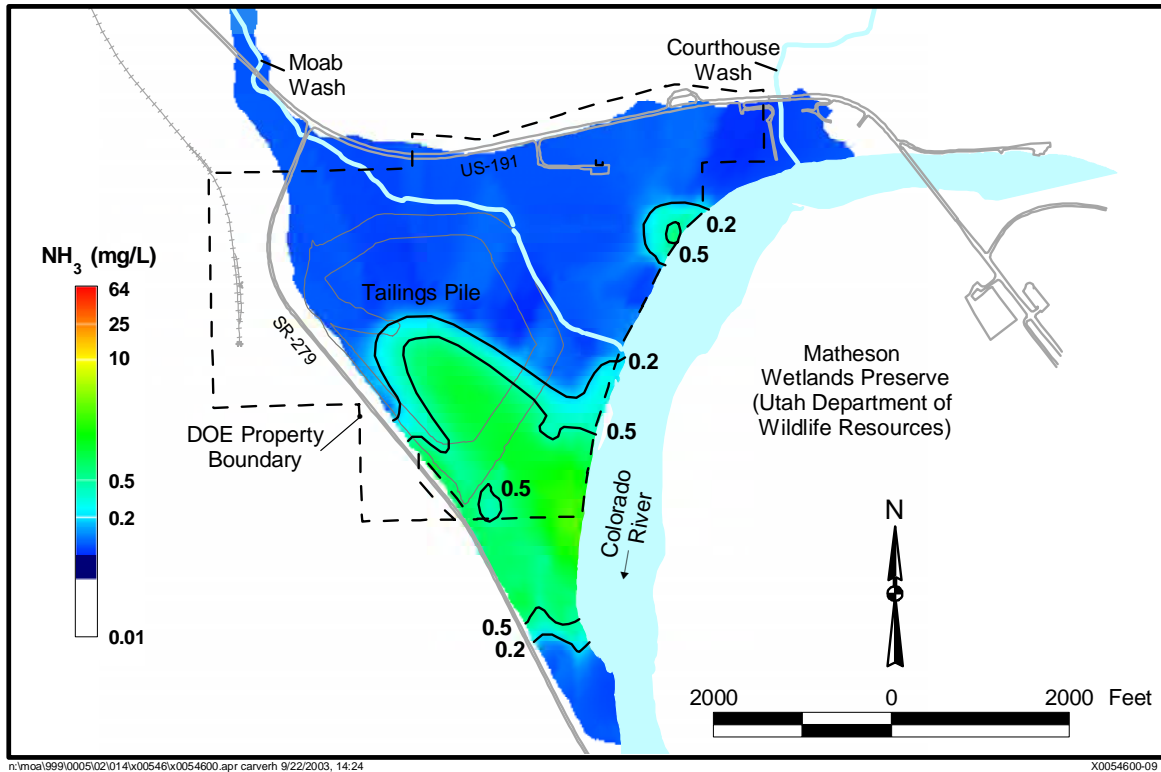 Moab
Wash
Courthouse
Wash
US-191
NH3 (mg/L)
64
25
10
0.5
0.2
0.01
0.2
0.5
Tailings Pile
SR-279
0.2
Matheson
Wetlands Preserve
(Utah Department of
Wildlife Resources)
DOE Property
Boundary
0.5
0.5
Colorado
River
N
0.5
0.2
2000
0
2000 Feet
n:\moa\999\0005\02\014\x00546\x0054600.apr carverh 9/22/2003, 14:24
X0054600-09